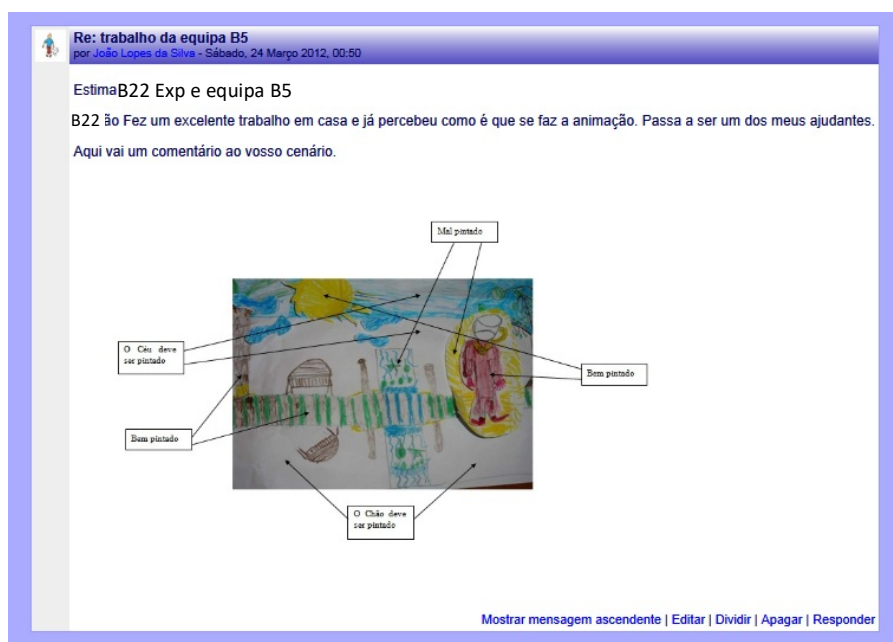 Re: trabalho da equipa B5
por João Lopes da Silva - Sábado, 24 Março 2012, 00:50
EstimaB22 Exp e equipa B5
B22 ão Fez um excelente trabalho em casa e já percebeu como é que se faz a animação. Passa a ser um dos meus ajudantes.
Aqui vai um comentário ao vosso cenário.
Mal pintado
O Céu deve
ser pintado
Bem pintado
Bem pintado
O Chão deve
ser pintado
Mostrar mensagem ascendente | Editar | Dividir | Apagar | Responder